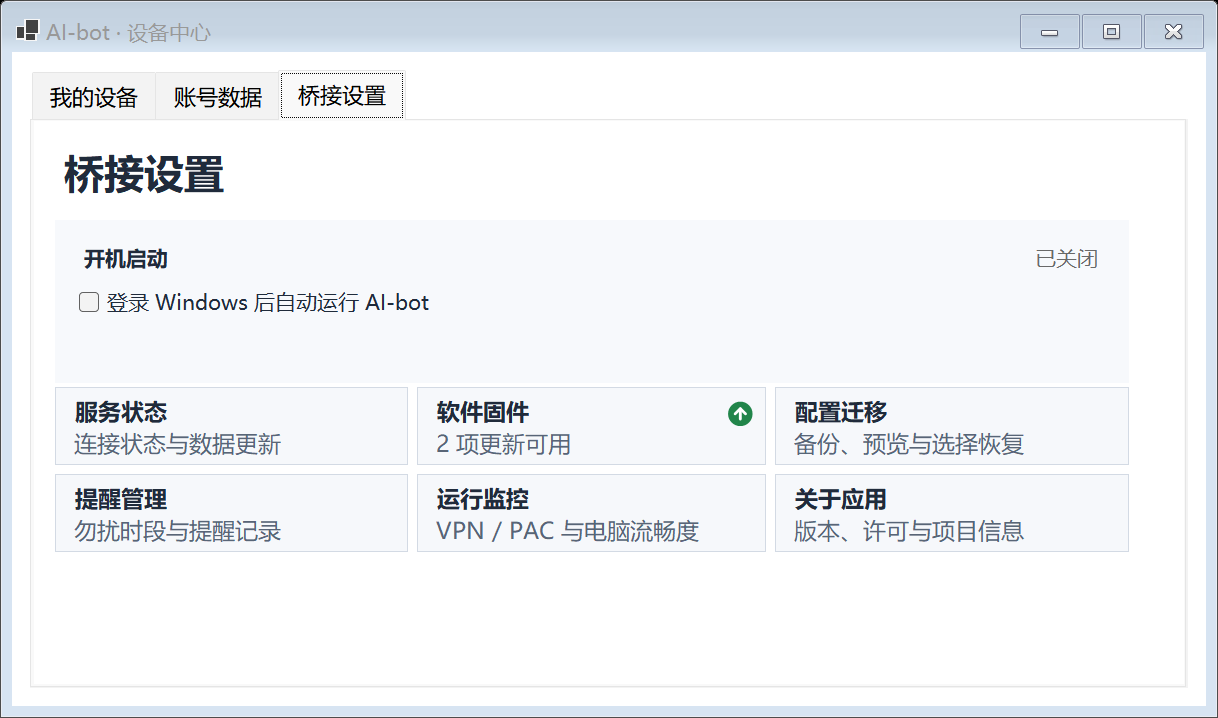 AI-bot · 设备中心
我的设备 账号数据 桥接设置
桥接设置
开机启动 已关闭
登录 Windows 后自动运行 AI-bot
服务状态 软件固件 配置迁移
连接状态与数据更新 2 项更新可用 备份、预览与选择恢复
提醒管理 运行监控 关于应用
勿扰时段与提醒记录 VPN / PAC 与电脑流畅度 版本、许可与项目信息